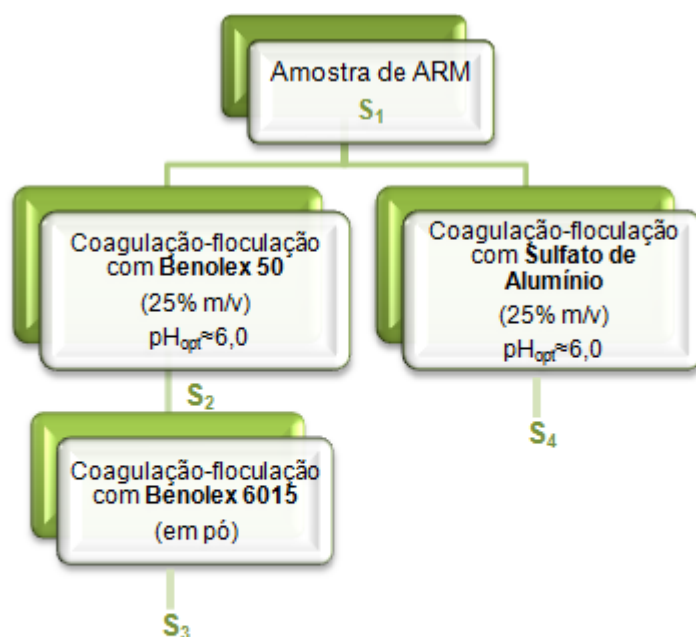 Amostra de ARM
S₁
Coagulação-floculação
com Benolex 50
(25% m/v)
pHₒₚₜ≈6,0
S₂
Coagulação-floculação
com Benolex 6015
(em pó)
S₃
Coagulação-floculação
com Sulfato de
Alumínio
(25% m/v)
pHₒₚₜ≈6,0
S₄